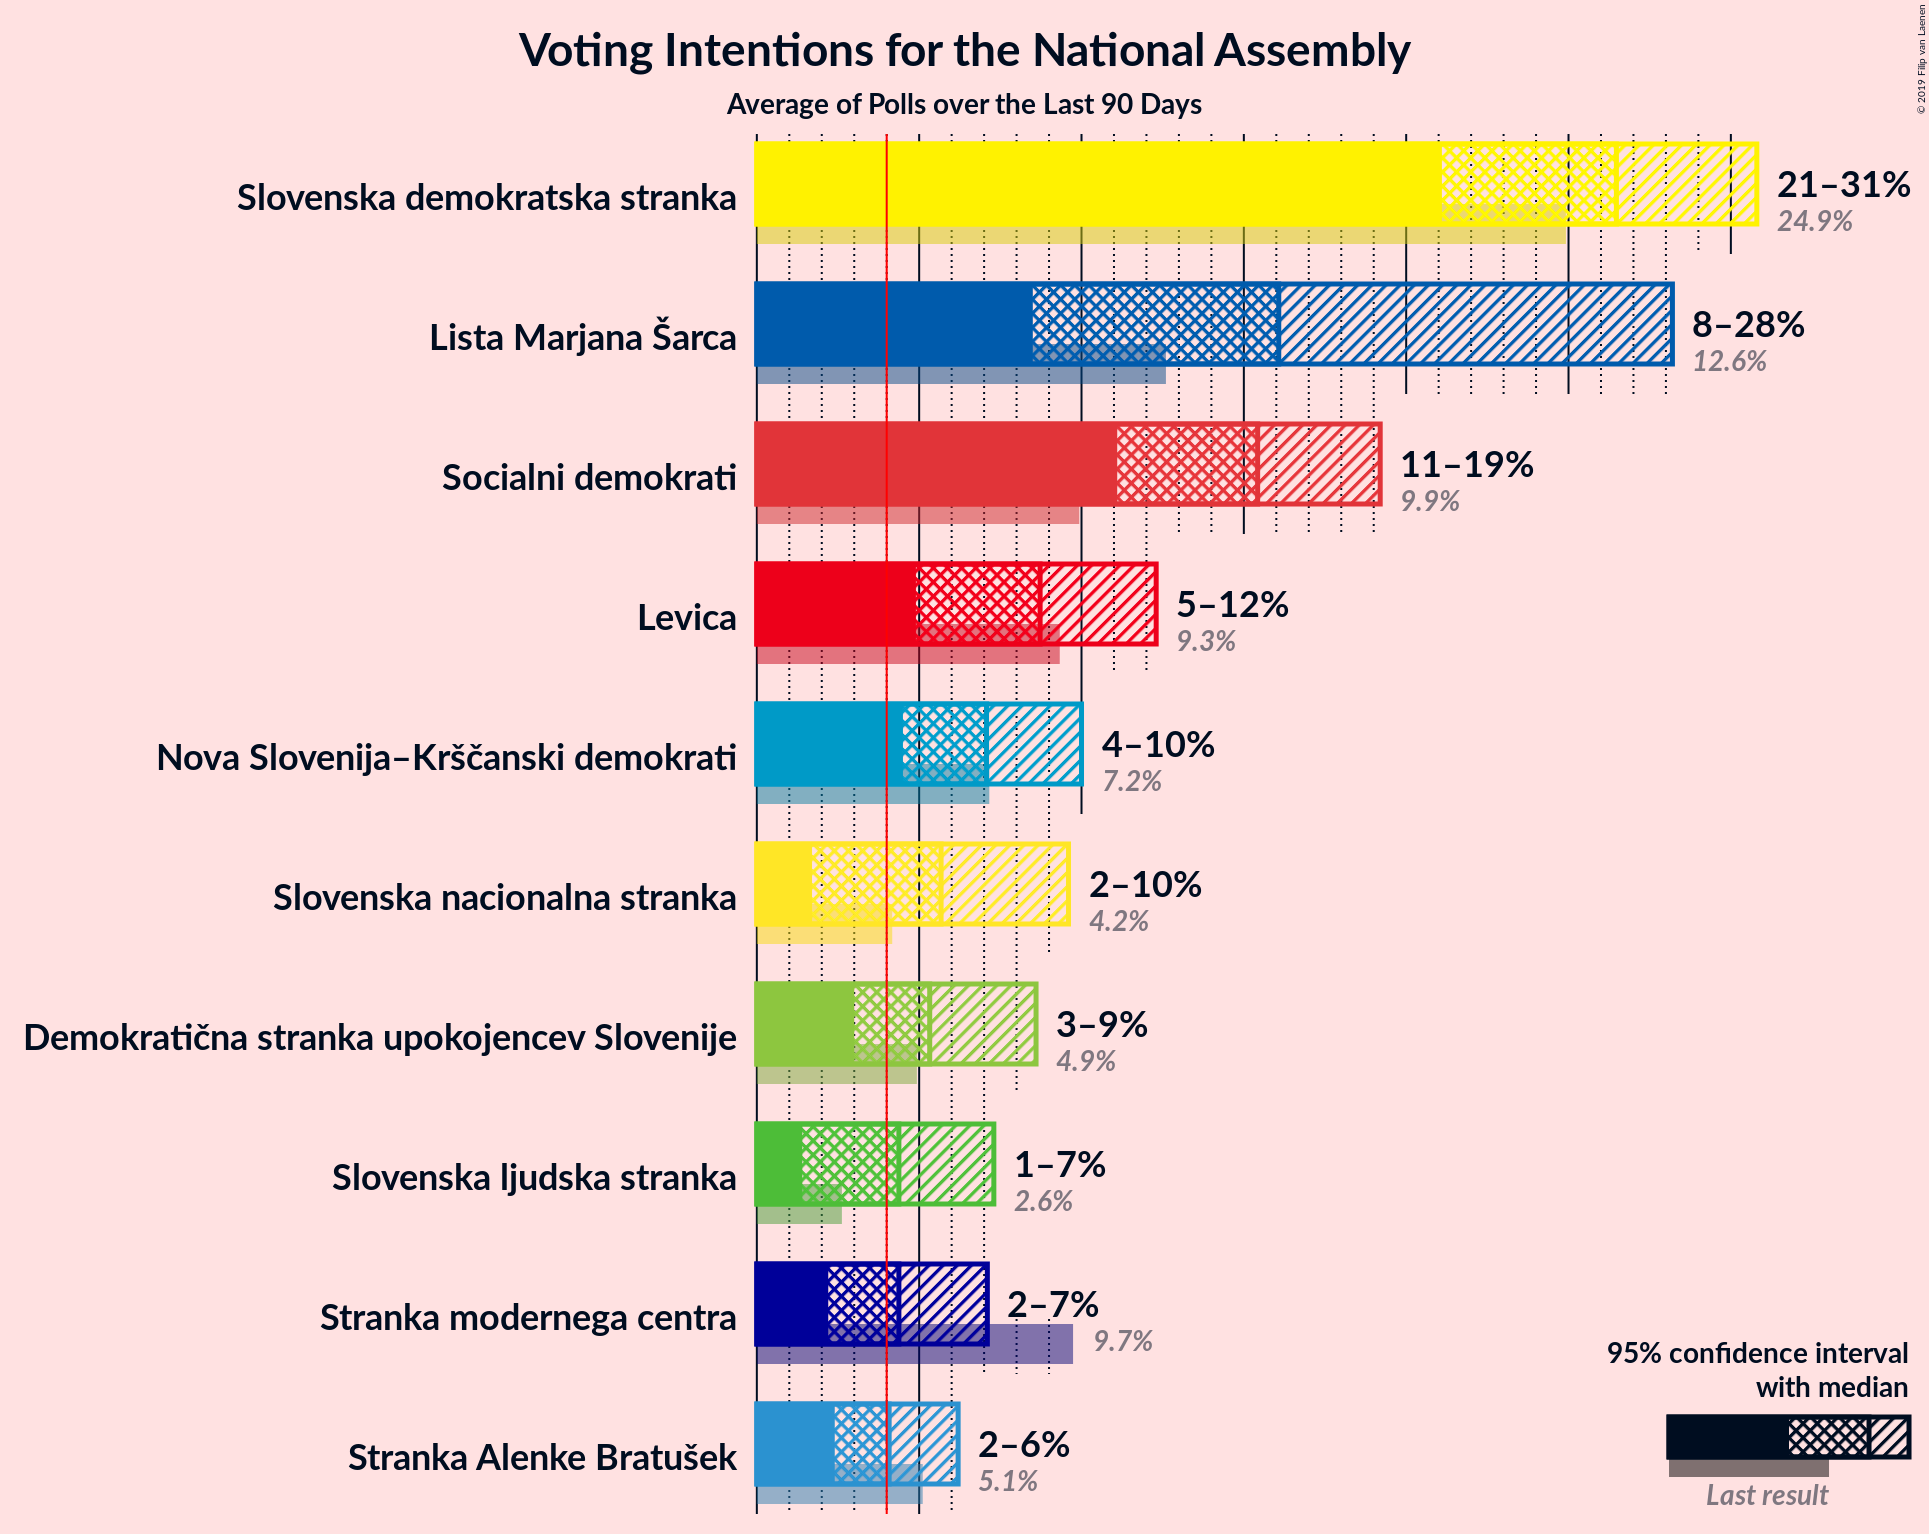 Voting Intentions for the National Assembly
Average of Polls over the Last 90 Days
© 2019 Filip van Laenen
Slovenska demokratska stranka
21–31%
24.9%
Lista Marjana Šarca
8–28%
12.6%
Socialni demokrati
11–19%
9.9%
Levica
5–12%
9.3%
Nova Slovenija–Krščanski demokrati
4–10%
7.2%
Slovenska nacionalna stranka
2–10%
4.2%
Demokratična stranka upokojencev Slovenije
3–9%
4.9%
Slovenska ljudska stranka
1–7%
2.6%
Stranka modernega centra
2–7%
9.7%
Stranka Alenke Bratušek
2–6%
5.1%
95% confidence interval
with median
Last result